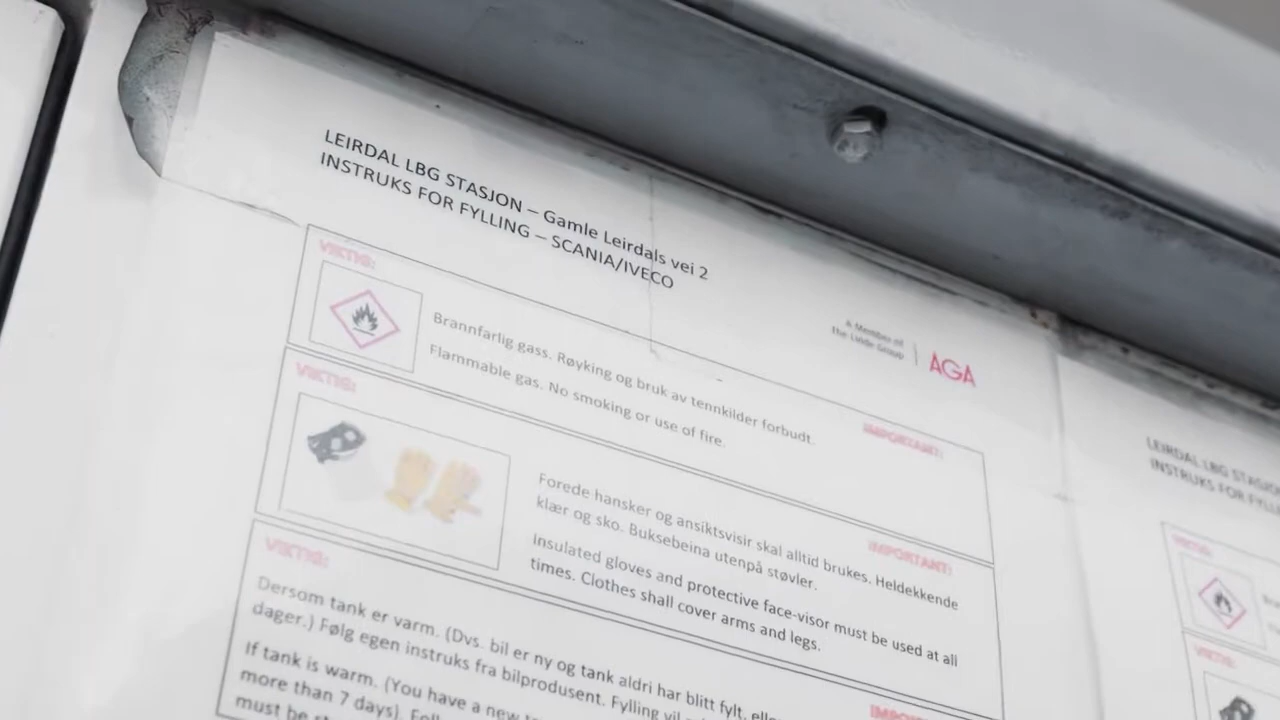 LEIRDAL LBG STASJON – Gamle Leirdals vei 2
INSTRUKS FOR FYLLING – SCANIA/IVECO
A Member of
the Linde Group
AGA
VIKTIG:
IMPORTANT:
Brannfarlig gass. Røyking og bruk av tennkilder forbudt.
Flammable gas. No smoking or use of fire.
VIKTIG:
IMPORTANT:
Forede hansker og ansiktsvisir skal alltid brukes. Heldekkende
klær og sko. Buksebeina utenpå støvler.
Insulated gloves and protective face-visor must be used at all
times. Clothes shall cover arms and legs.
VIKTIG:
Dersom tank er varm. (Dvs. bil er ny og tank aldri har blitt fylt,
dager.) Følg egen instruks fra bilprodusent. Fylling vil
If tank is warm. (You have a new
more than 7 days).
must be
LEIRDAL LBG
INSTRUKS FOR
VIKTIG:
VIKTIG: